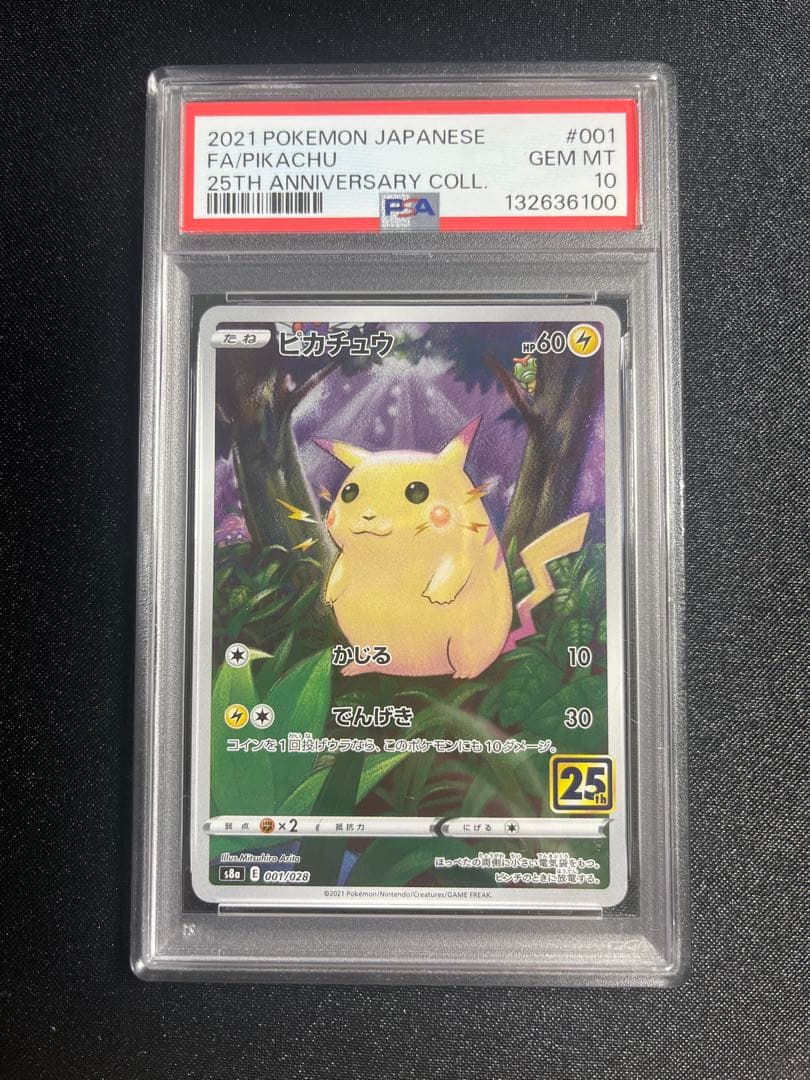 2021 POKEMON JAPANESE #001
FA/PIKACHU GEM MT
25TH ANNIVERSARY COLL. 10
PSA 132636100
たね ピカチュウ HP60
かじる 10
でんげき 30
コインを1回投げウラなら、このポケモンにも10ダメージ。
25th
弱点 ×2 抵抗力 にげる
Illus.Mitsuhiro Arita
ほっぺたの両側に小さい電気袋をもつ。
ピンチのときに放電する。
s8a E 001/028
©2021 Pokémon/Nintendo/Creatures/GAME FREAK.